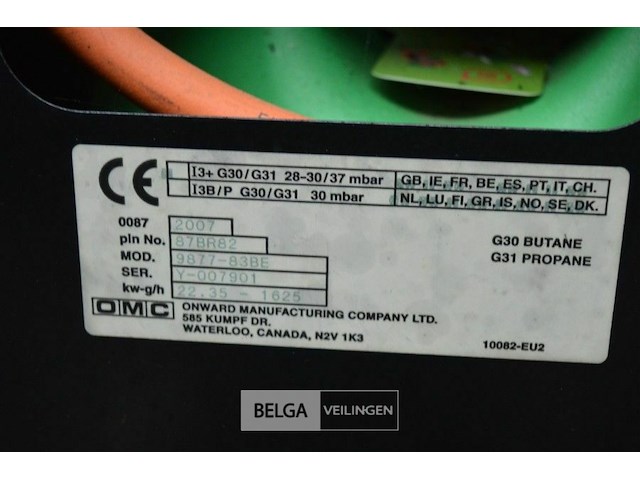 CE
I3+ G30/G31 28-30/37 mbar GB, IE, FR, BE, ES, PT, IT, CH.
I3B/P G30/G31 30 mbar NL, LU, FI, GR, IS, NO, SE, DK.
0087 2007
pin No. 87BR82
MOD. 9877-83BE
SER. Y-007901
kw-g/h 22.35 - 1625
G30 BUTANE
G31 PROPANE
OMC ONWARD MANUFACTURING COMPANY LTD.
585 KUMPF DR.
WATERLOO, CANADA, N2V 1K3
10082-EU2
BELGA VEILINGEN